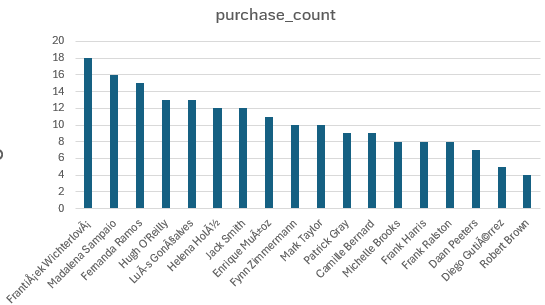 purchase_count
20
18
16
14
12
10
8
6
4
2
0
FrantiÅ¡ek WichterlovÃ¡
Madalena Sampaio
Fernanda Ramos
Hugh O'Reilly
LuÃ­s GonÃ§alves
Helena HolÃ½
Jack Smith
Enrique MuÃ±oz
Fynn Zimmermann
Mark Taylor
Patrick Gray
Camille Bernard
Michelle Brooks
Frank Harris
Frank Ralston
Daan Peeters
Diego GutiÃ©rrez
Robert Brown